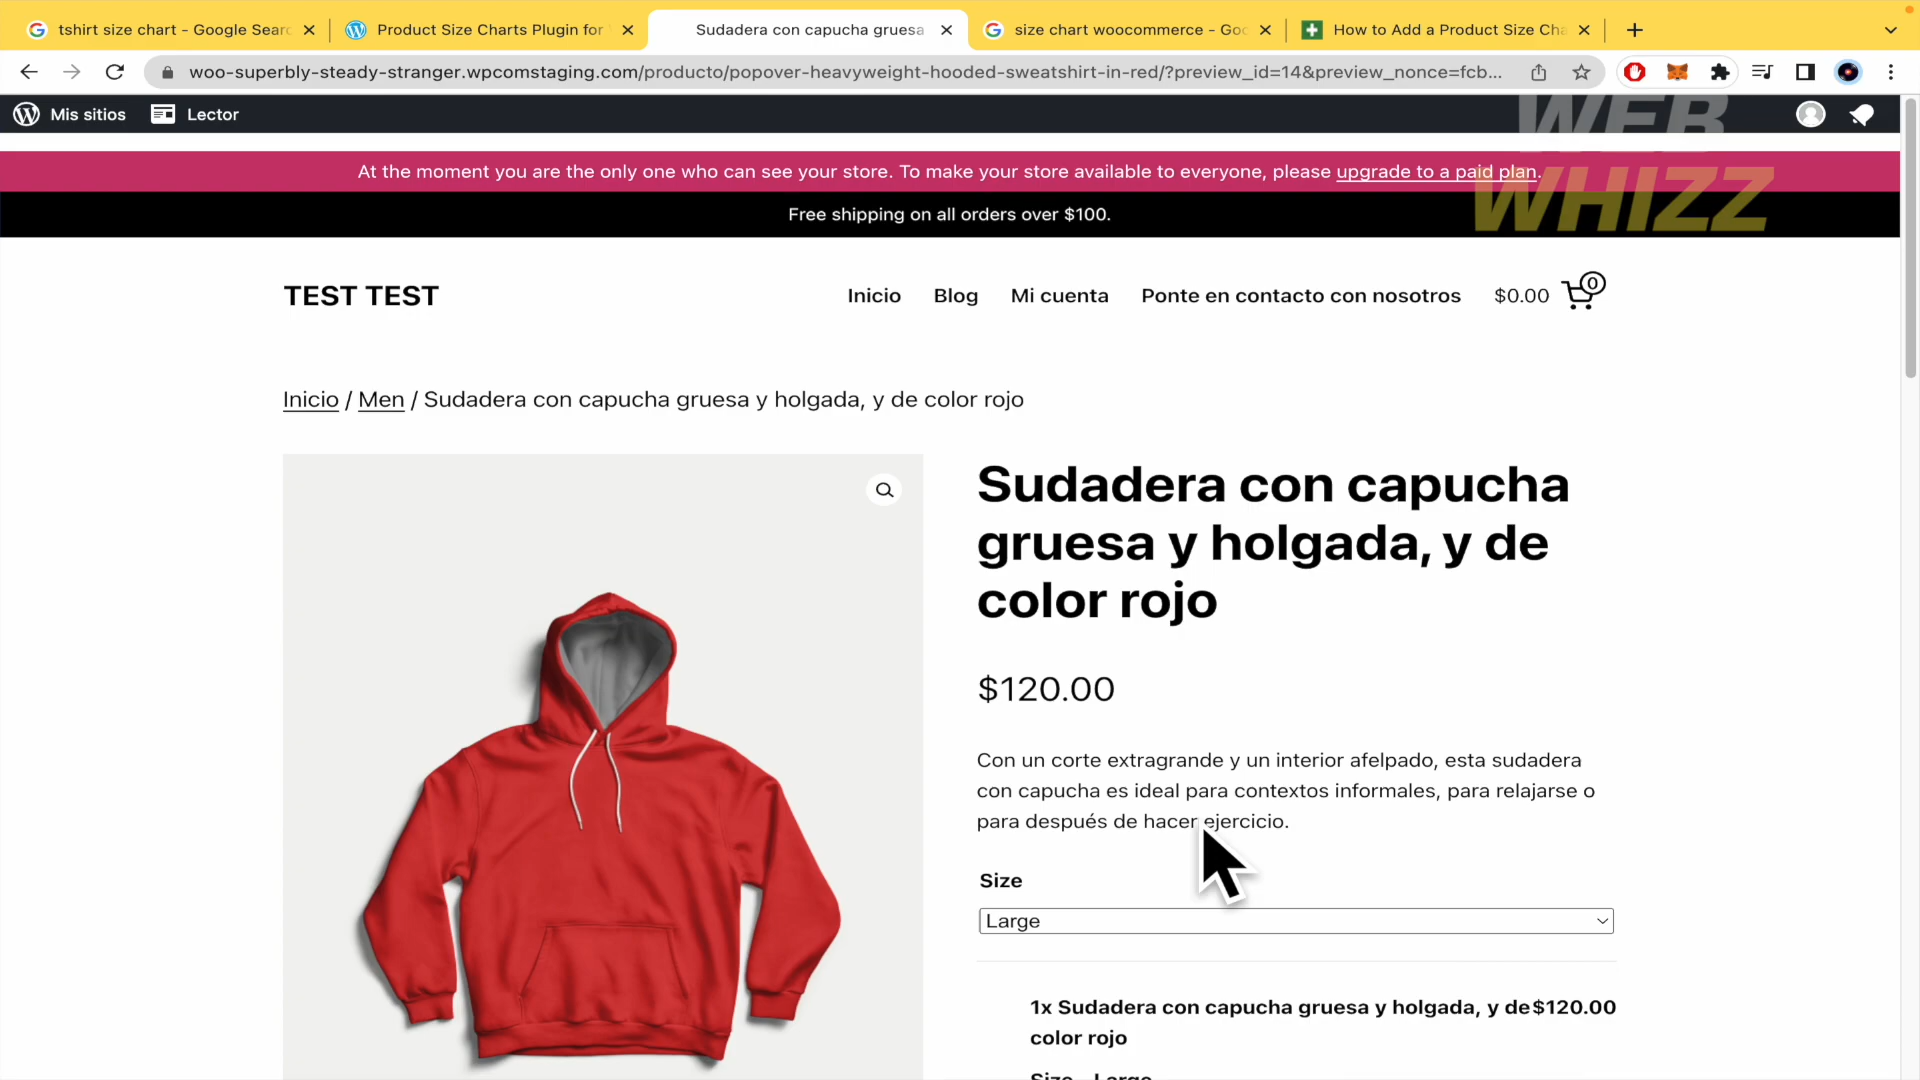 tshirt size chart - Google Searc
Product Size Charts Plugin for
Sudadera con capucha gruesa
size chart woocommerce - Goo
How to Add a Product Size Cha
woo-superbly-steady-stranger.wpcomstaging.com/producto/popover-heavyweight-hooded-sweatshirt-in-red/?preview_id=14&preview_nonce=fcb...
Mis sitios
Lector
WEB
WHIZZ
At the moment you are the only one who can see your store. To make your store available to everyone, please upgrade to a paid plan.
Free shipping on all orders over $100.
TEST TEST
Inicio
Blog
Mi cuenta
Ponte en contacto con nosotros
$0.00
0
Inicio / Men / Sudadera con capucha gruesa y holgada, y de color rojo
Sudadera con capucha
gruesa y holgada, y de
color rojo
$120.00
Con un corte extragrande y un interior afelpado, esta sudadera
con capucha es ideal para contextos informales, para relajarse o
para después de hacer ejercicio.
Size
Large
1x Sudadera con capucha gruesa y holgada, y de $120.00
color rojo
Size - Large